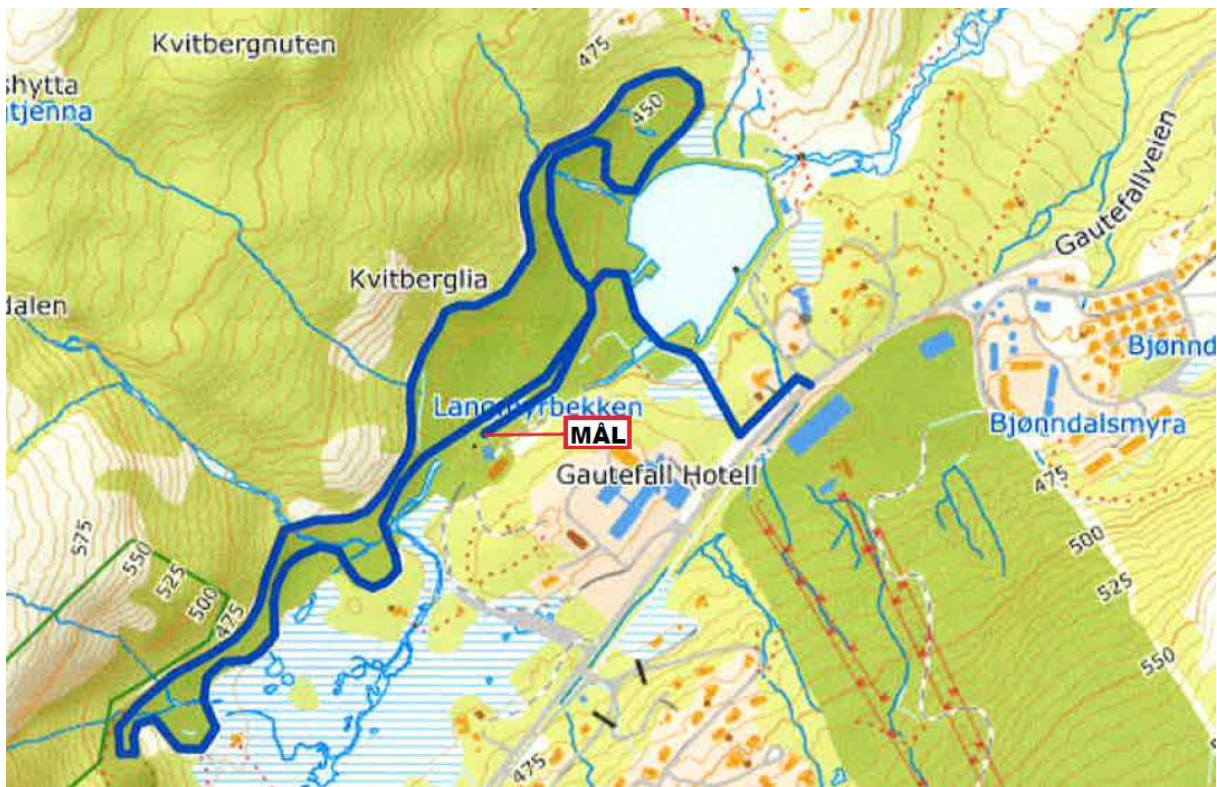 Kvitbergnuten
475
shytta
tjenna
450
Gautefallveien
Kvitberglia
dalen
Bjønnd
MÅL
Bjønndalsmyra
Gautefall Hotell
475
575
550
525
500
475
500
525
550
475